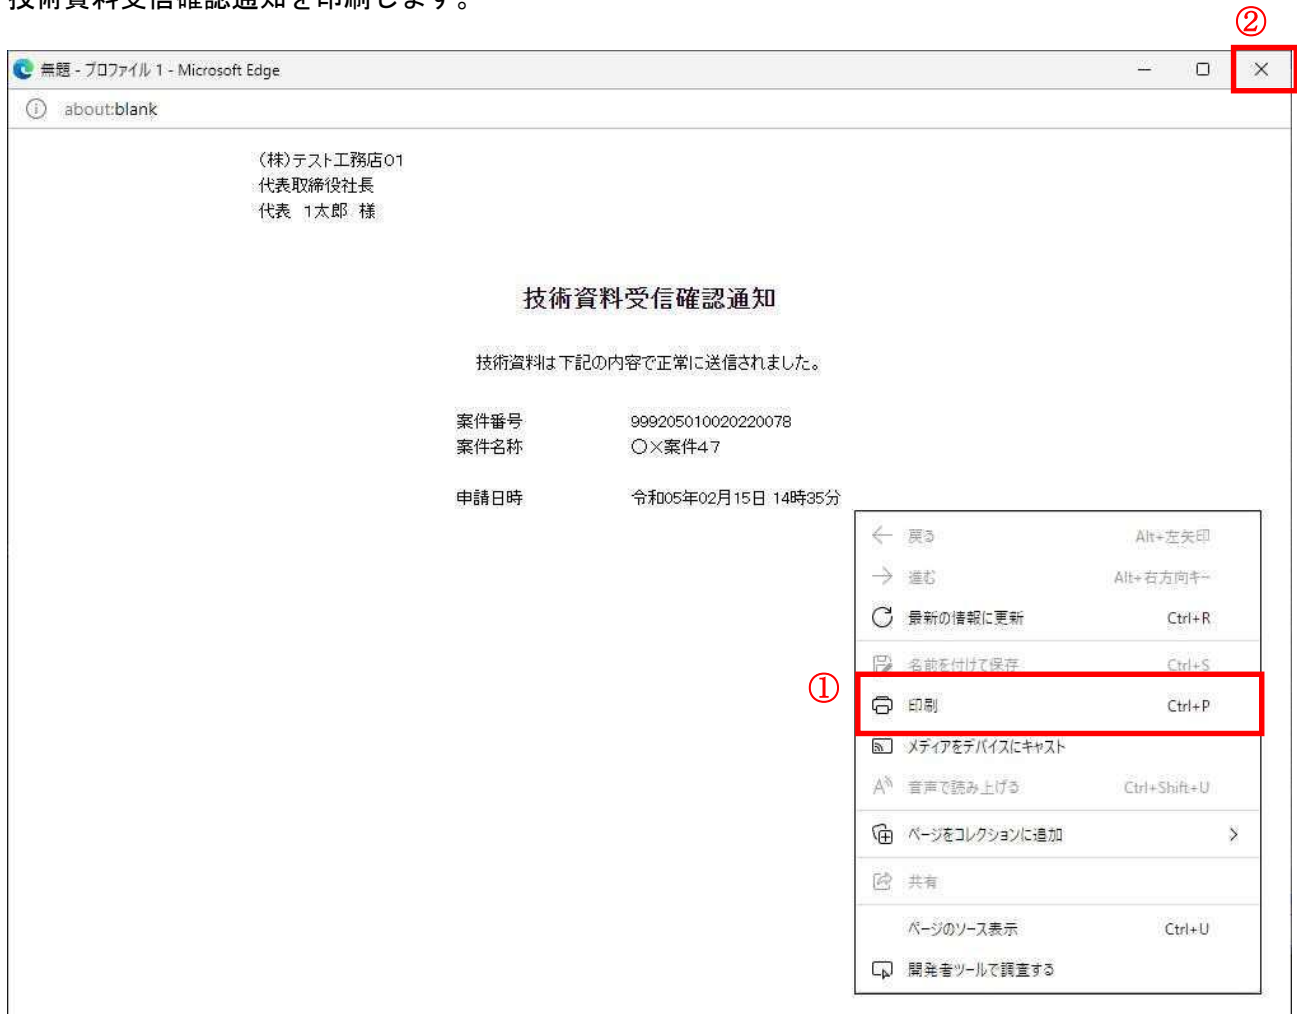 技術資料受信確認通知を印刷します。
②
無題 - プロファイル 1 - Microsoft Edge
about:blank
(株)テスト工務店01
代表取締役社長
代表 1太郎 様
技術資料受信確認通知
技術資料は下記の内容で正常に送信されました。
案件番号 999205010020220078
案件名称 〇×案件47
申請日時 令和05年02月15日 14時35分
戻る Alt+左矢印
進む Alt+右方向キー
最新の情報に更新 Ctrl+R
名前を付けて保存 Ctrl+S
①
印刷 Ctrl+P
メディアをデバイスにキャスト
音声で読み上げる Ctrl+Shift+U
ページをコレクションに追加
共有
ページのソース表示 Ctrl+U
開発者ツールで調査する